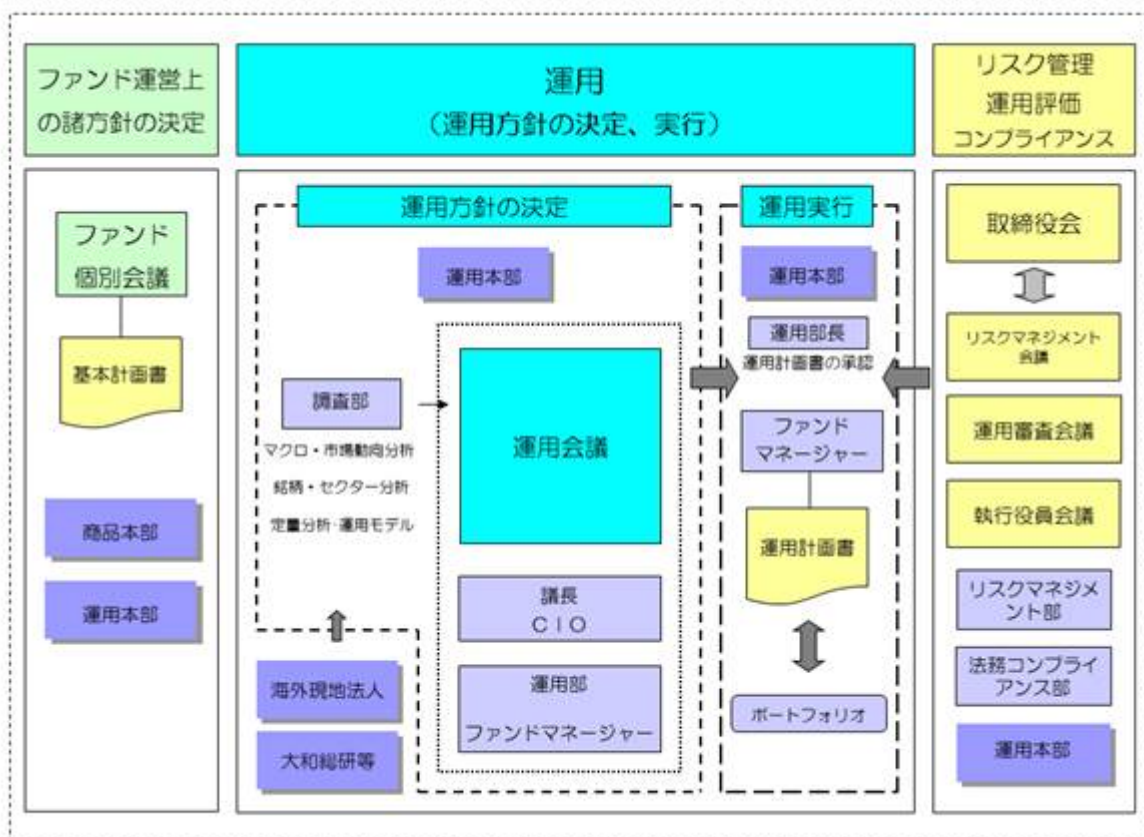 ファンド運営上
の諸方針の決定
運用
（運用方針の決定、実行）
リスク管理
運用評価
コンプライアンス
ファンド
個別会議
基本計画書
商品本部
運用本部
運用方針の決定
運用本部
調査部
マクロ・市場動向分析
銘柄・セクター分析
定量分析・運用モデル
運用会議
議長
ＣＩＯ
運用部
ファンドマネージャー
海外現地法人
大和総研等
運用実行
運用本部
運用部長
運用計画書の承認
ファンド
マネージャー
運用計画書
ポートフォリオ
取締役会
リスクマネジメント
会議
運用審査会議
執行役員会議
リスクマネジメ
ント部
法務コンプライ
アンス部
運用本部